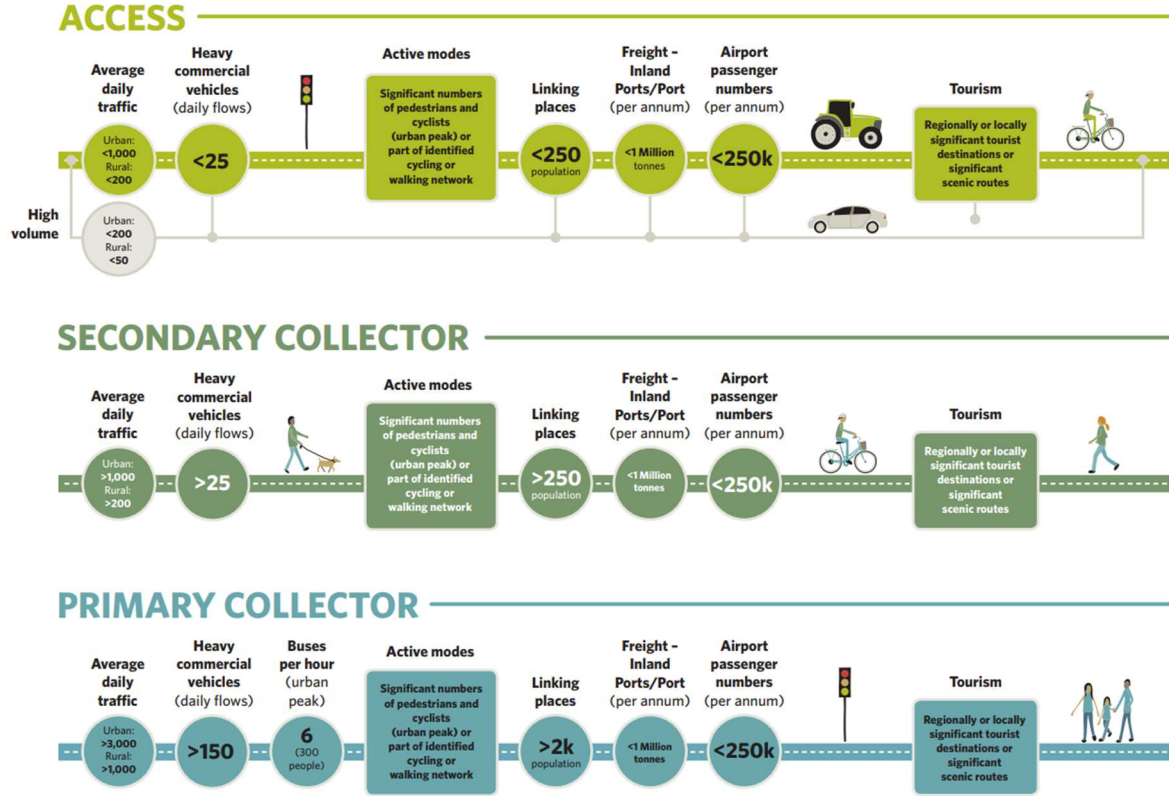 ACCESS
Average
daily
traffic
Heavy
commercial
vehicles
(daily flows)
Active modes
Linking
places
Freight –
Inland
Ports/Port
(per annum)
Airport
passenger
numbers
(per annum)
Tourism
Urban:
<1,000
Rural:
<200
<25
Significant numbers
of pedestrians and
cyclists
(urban peak) or
part of identified
cycling or
walking network
<250
population
<1 Million
tonnes
<250k
Regionally or locally
significant tourist
destinations or
significant
scenic routes
High
volume
Urban:
<200
Rural:
<50
SECONDARY COLLECTOR
Average
daily
traffic
Heavy
commercial
vehicles
(daily flows)
Active modes
Linking
places
Freight –
Inland
Ports/Port
(per annum)
Airport
passenger
numbers
(per annum)
Tourism
Urban:
>1,000
Rural:
>200
>25
Significant numbers
of pedestrians and
cyclists
(urban peak) or
part of identified
cycling or
walking network
>250
population
<1 Million
tonnes
<250k
Regionally or locally
significant tourist
destinations or
significant
scenic routes
PRIMARY COLLECTOR
Average
daily
traffic
Heavy
commercial
vehicles
(daily flows)
Buses
per hour
(urban
peak)
Active modes
Linking
places
Freight –
Inland
Ports/Port
(per annum)
Airport
passenger
numbers
(per annum)
Tourism
Urban:
>3,000
Rural:
>1,000
>150
6
(300
people)
Significant numbers
of pedestrians and
cyclists
(urban peak) or
part of identified
cycling or
walking network
>2k
population
<1 Million
tonnes
<250k
Regionally or locally
significant tourist
destinations or
significant
scenic routes